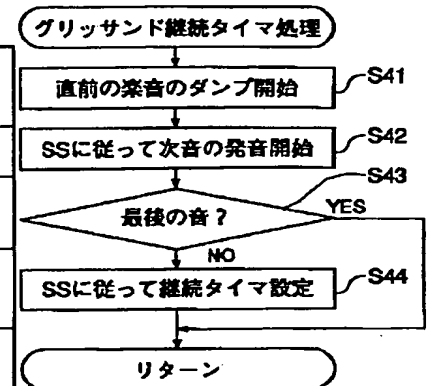 グリッサンド継続タイマ処理
直前の楽音のダンプ開始
S41
SSに従って次音の発音開始
S42
S43
最後の音？
YES
NO
SSに従って継続タイマ設定
S44
リターン